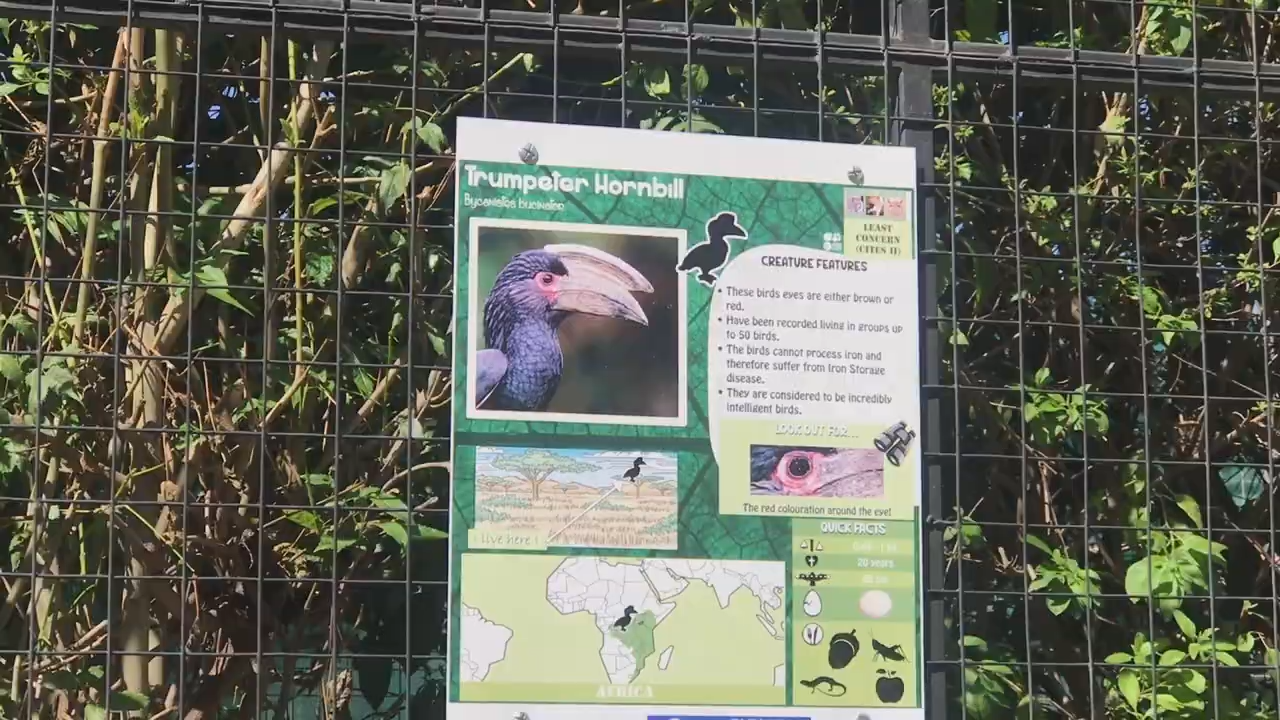 Trumpeter Hornbill
Bycanistes bucinator
LEAST
CONCERN
(CITES II)
CREATURE FEATURES
• These birds eyes are either brown or
red.
• Have been recorded living in groups up
to 50 birds.
• The birds cannot process iron and
therefore suffer from Iron Storage
disease.
• They are considered to be incredibly
intelligent birds.
LOOK OUT FOR...
The red colouration around the eye!
I live here!
QUICK FACTS
20 years
AFRICA